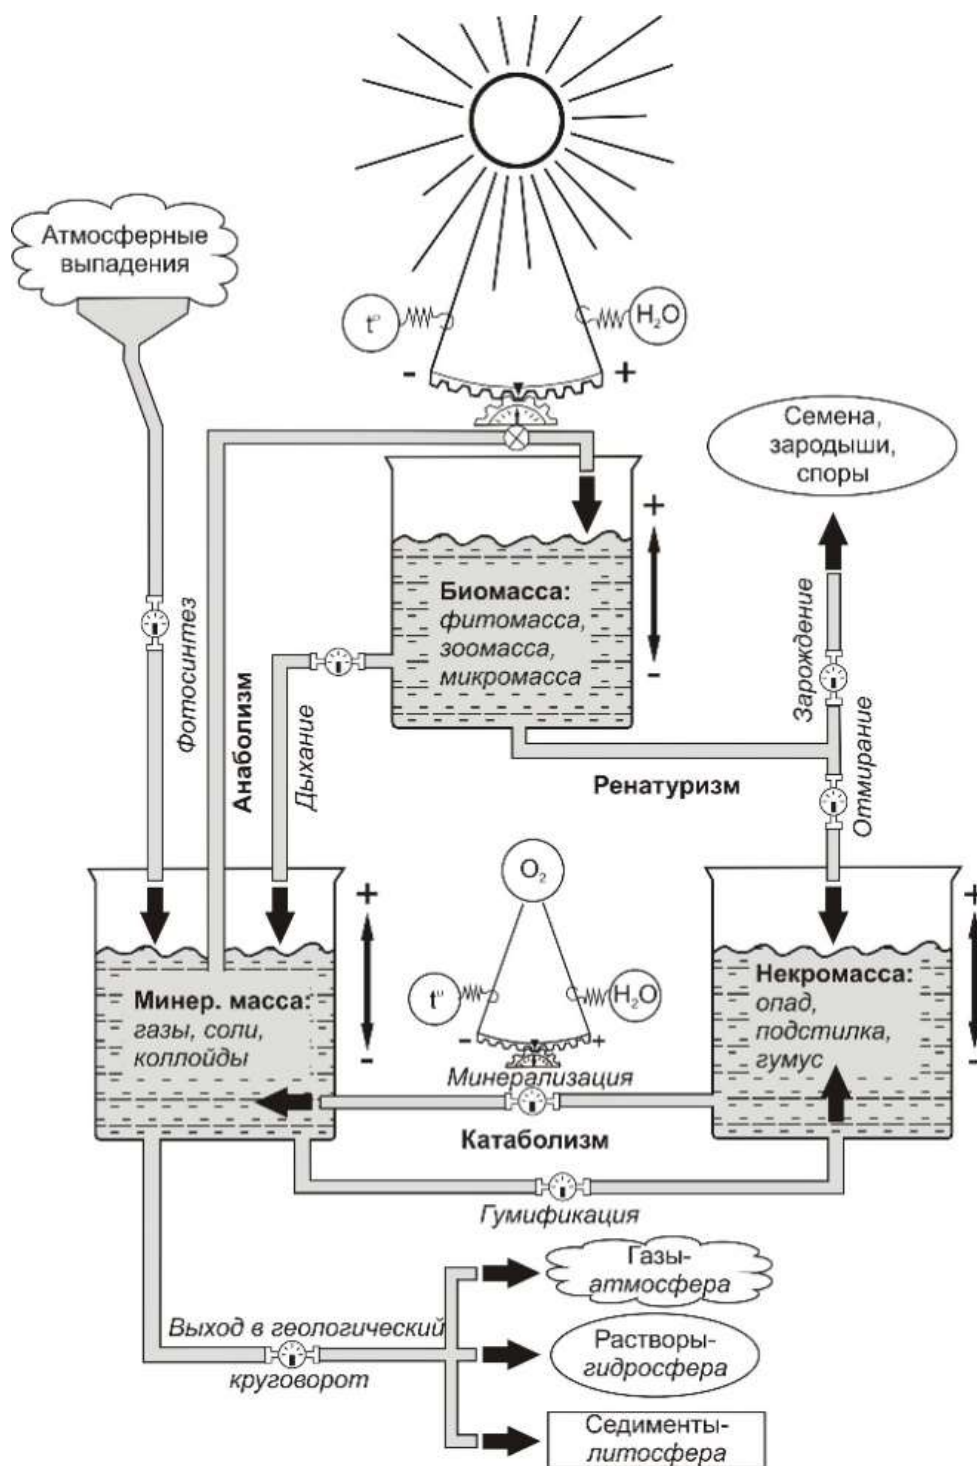 Атмосферные
выпадения
t°
H₂O
-
+
Семена,
зародыши,
споры
+
Биомасса:
фитомасса,
зоомасса,
микромасса
-
Фотосинтез
Анаболизм
Дыхание
Зарождение
Отмирание
Ренатуризм
O₂
t°
H₂O
-
+
+
Минер. масса:
газы, соли,
коллойды
-
+
Некромасса:
опад,
подстилка,
гумус
-
Минерализация
Катаболизм
Гумификация
Газы-
атмосфера
Выход в геологический
круговорот
Растворы-
гидросфера
Седименты-
литосфера